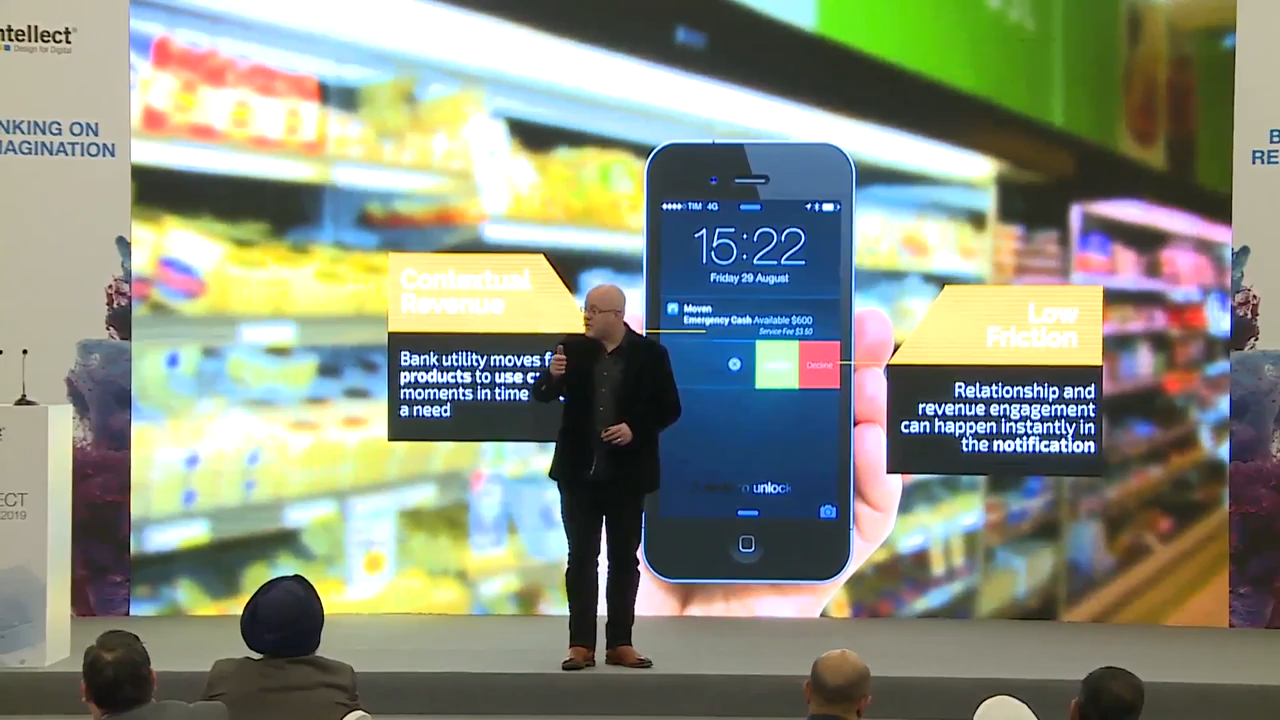 ntellect
Design for Digital
NKING ON
AGINATION
B
RE
Contextual
Revenue
Bank utility moves f
products to use c
moments in time
a need
TIM 4G
15:22
Friday 29 August
Moven
Emergency Cash Available $600
Service Fee $3.50
Decline
unlock
Low
Friction
Relationship and
revenue engagement
can happen instantly in
the notification
ECT
2019